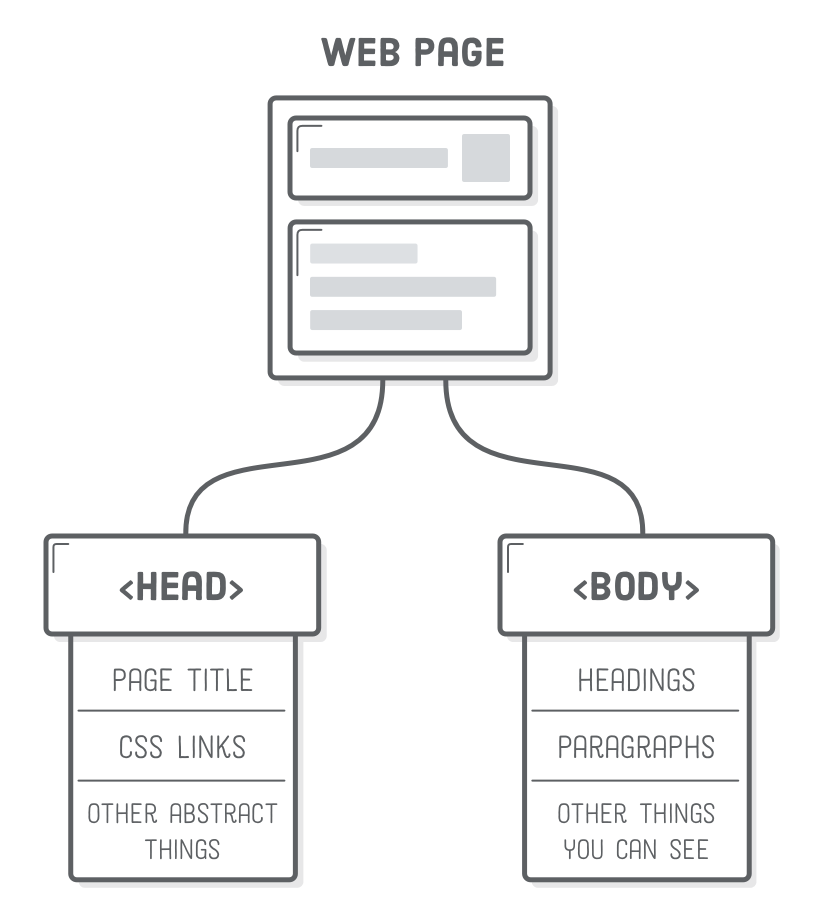 WEB PAGE
<HEAD>
PAGE TITLE
CSS LINKS
OTHER ABSTRACT
THINGS
<BODY>
HEADINGS
PARAGRAPHS
OTHER THINGS
YOU CAN SEE